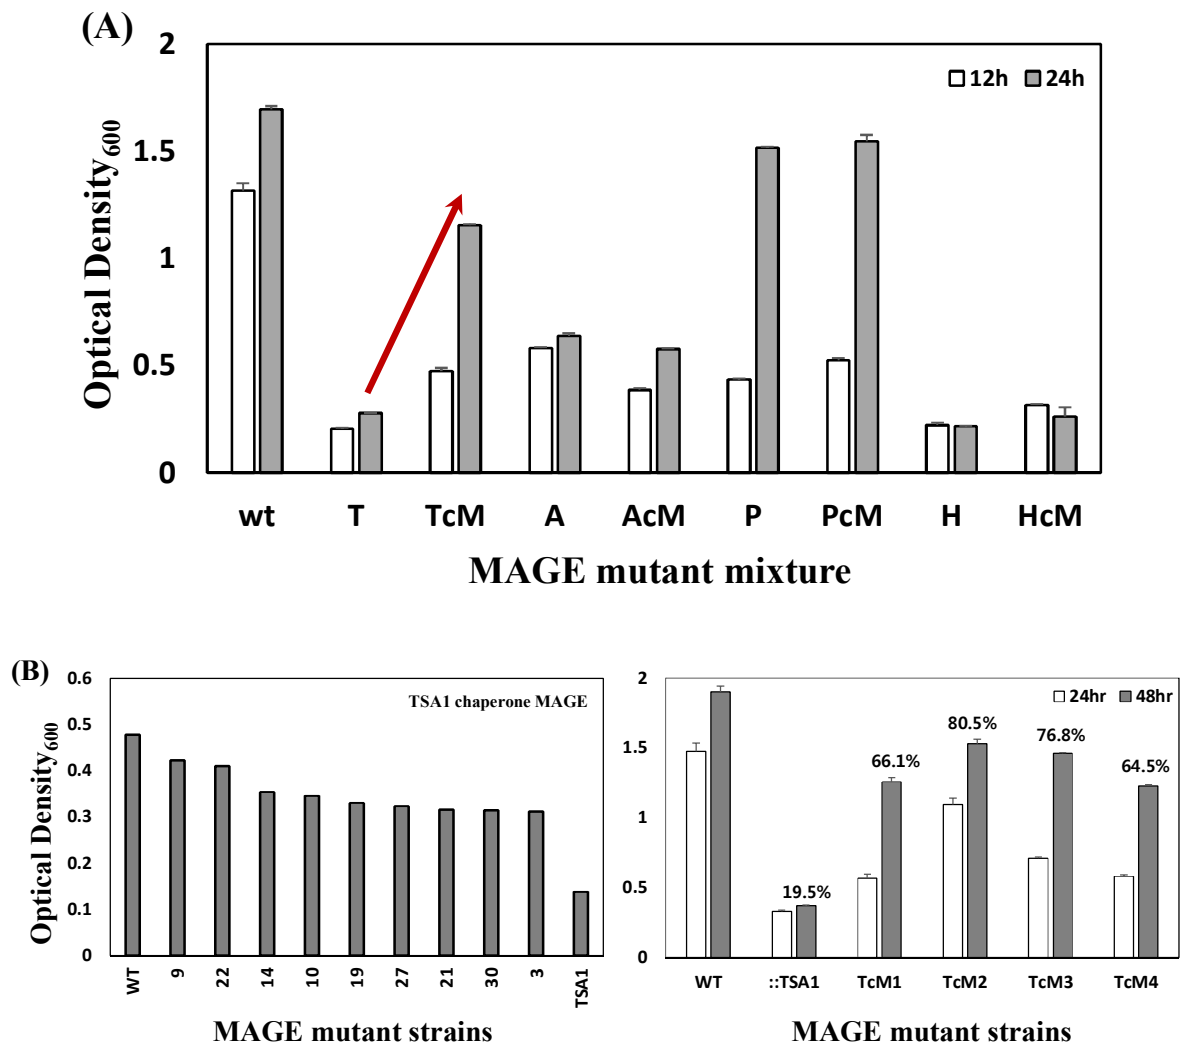 (A)
Optical Density600
2
1.5
1
0.5
0
12h 24h
wt T TcM A AcM P PcM H HcM
MAGE mutant mixture
(B)
Optical Density600
0.6
0.5
0.4
0.3
0.2
0.1
0
TSA1 chaperone MAGE
WT 9 22 14 10 19 27 21 30 3 TSA1
MAGE mutant strains
2
1.5
1
0.5
0
24hr 48hr
19.5% 66.1% 80.5% 76.8% 64.5%
WT ::TSA1 TcM1 TcM2 TcM3 TcM4
MAGE mutant strains